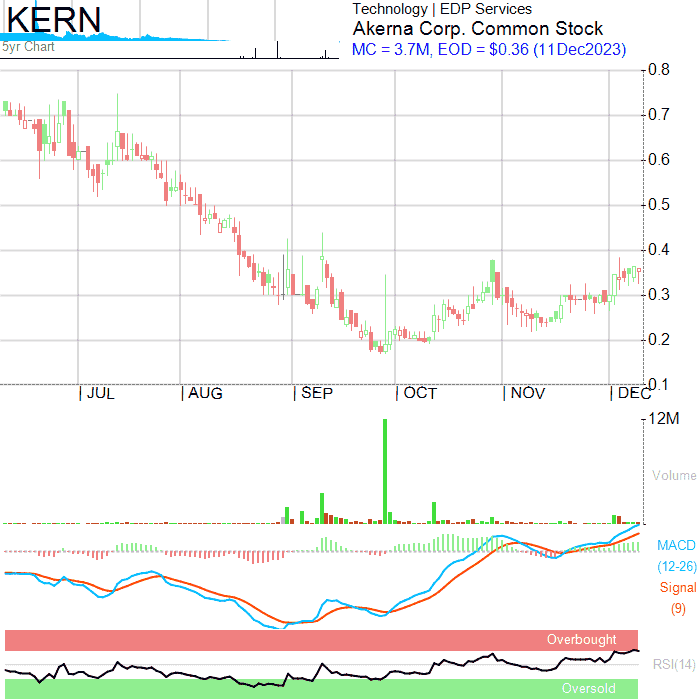 KERN
5yr Chart
Technology | EDP Services
Akerna Corp. Common Stock
MC = 3.7M, EOD = $0.36 (11Dec2023)
0.8
0.7
0.6
0.5
0.4
0.3
0.2
0.1
JUL AUG SEP OCT NOV DEC
12M
Volume
MACD
(12-26)
Signal
(9)
Overbought
RSI(14)
Oversold